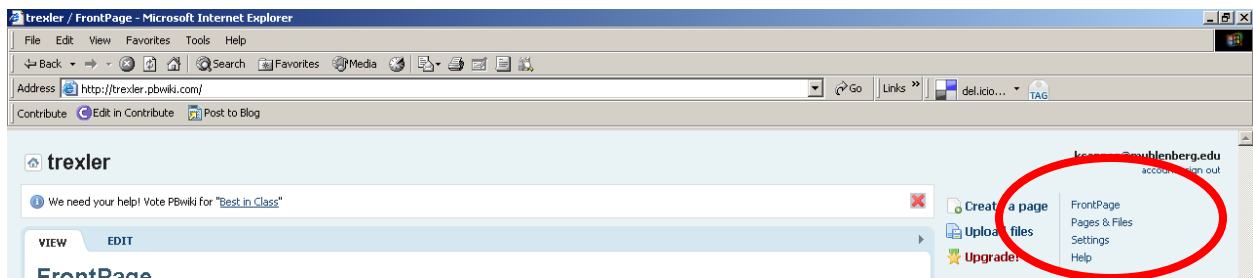 trexler / FrontPage - Microsoft Internet Explorer
File Edit View Favorites Tools Help
Back Search Favorites Media
Address http://trexler.pbwiki.com/ Go Links » del.icio... TAG
Contribute Edit in Contribute Post to Blog
trexler
account sign out
We need your help! Vote PBwiki for "Best in Class"
Create a page
Upload files
Upgrade!
FrontPage
Pages & Files
Settings
Help
VIEW EDIT
FrontPage